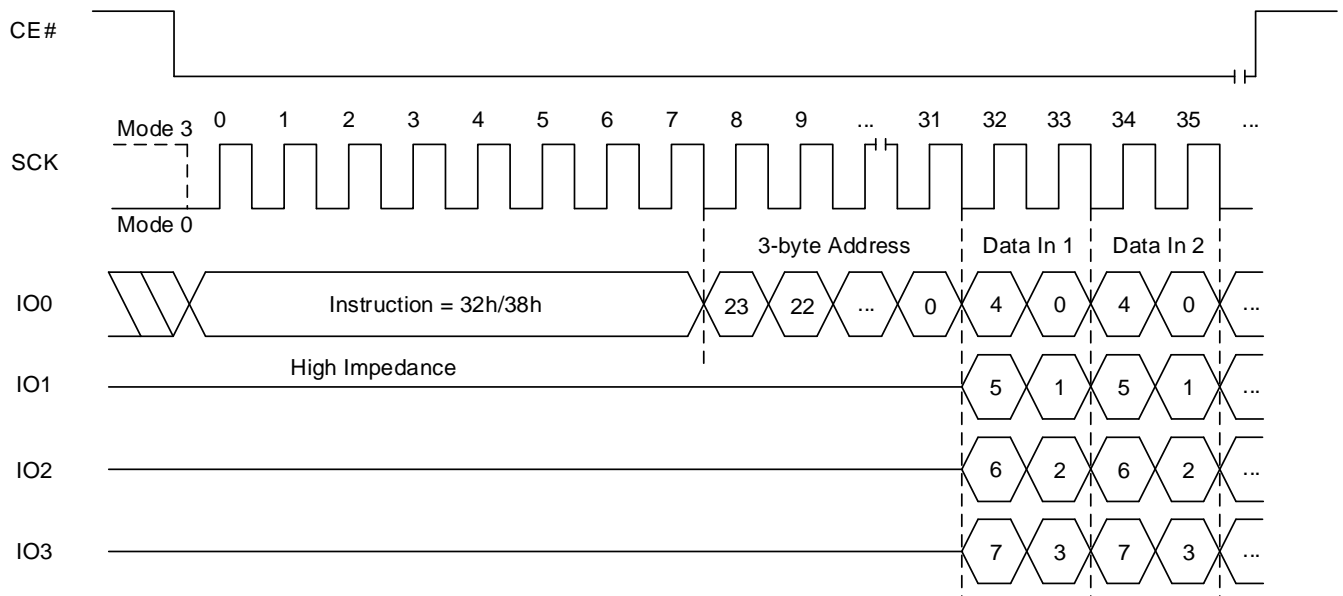 CE#
Mode 3 0 1 2 3 4 5 6 7 8 9 ... 31 32 33 34 35 ...
SCK
Mode 0
3-byte Address Data In 1 Data In 2
IO0 Instruction = 32h/38h 23 22 ... 0 4 0 4 0 ...
High Impedance
IO1 5 1 5 1 ...
IO2 6 2 6 2 ...
IO3 7 3 7 3 ...